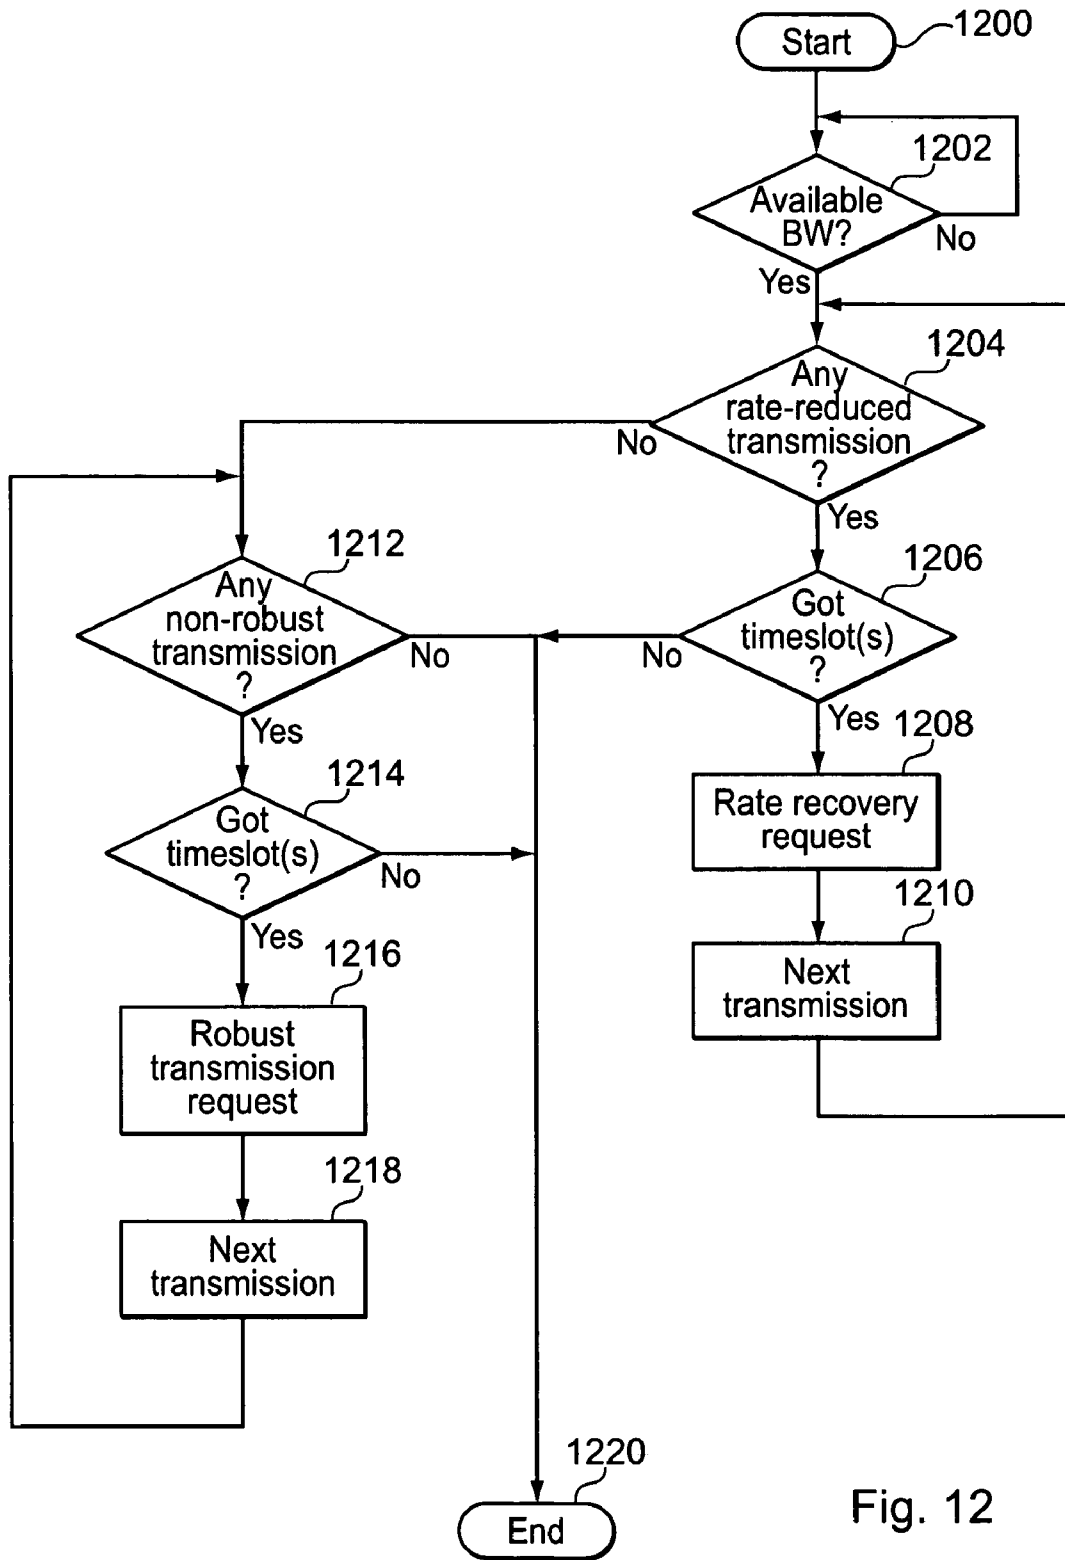 Start
1200
1202
Available
BW?
No
Yes
1204
Any
rate-reduced
transmission
?
No
Yes
1212
Any
non-robust
transmission
?
No
Yes
1206
Got
timeslot(s)
?
No
Yes
1208
Rate recovery
request
1210
Next
transmission
1214
Got
timeslot(s)
?
No
Yes
1216
Robust
transmission
request
1218
Next
transmission
1220
End
Fig. 12